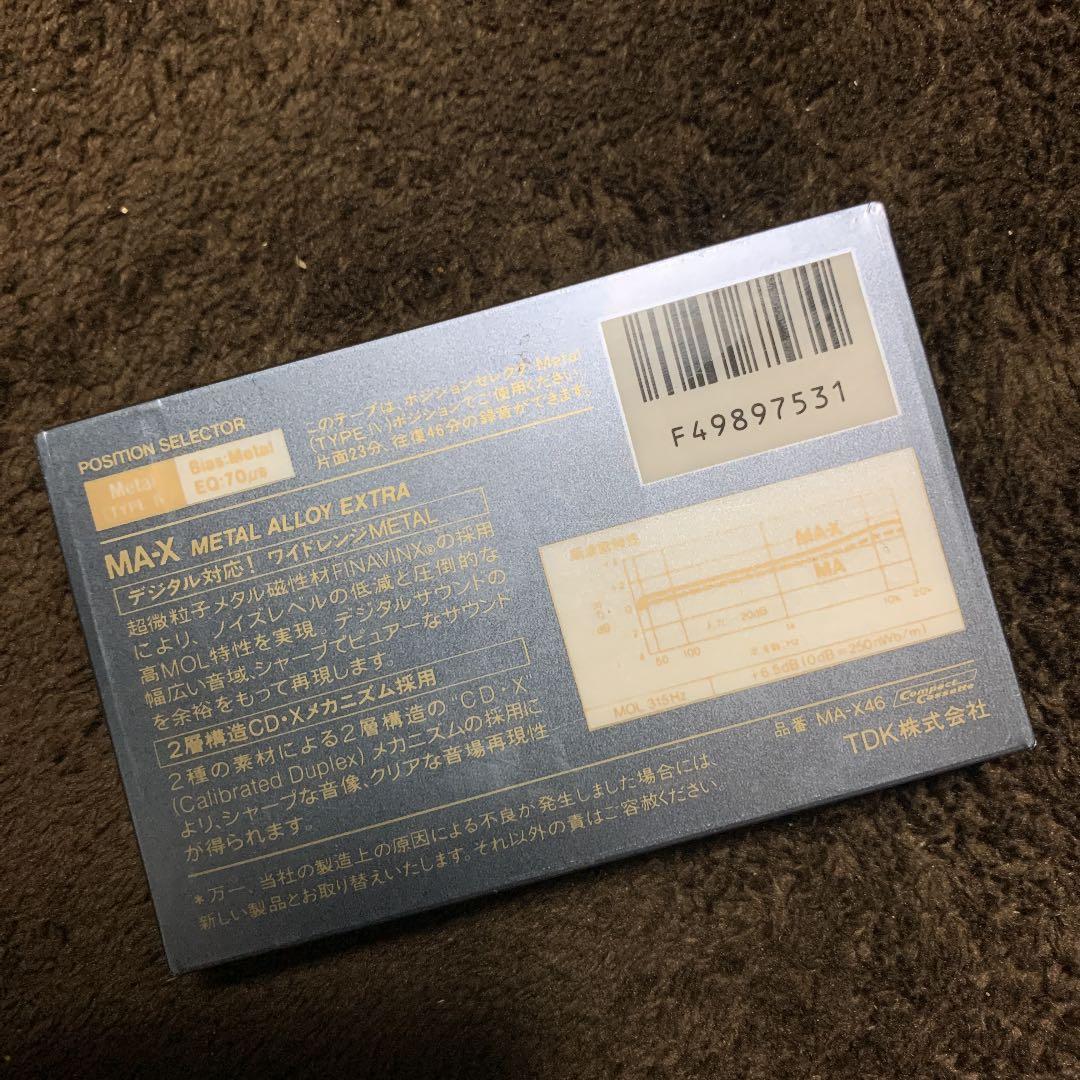 POSITION SELECTOR
Metal
(TYPE Ⅳ)
Bias:Metal
EQ:70μs
このテープは、ポジションセレクタ Metal
(TYPE Ⅳ)ポジションでご使用ください。
片面23分、往復46分の録音ができます。
F49897531
MA-X METAL ALLOY EXTRA
デジタル対応！ワイドレンジMETAL
超微粒子メタル磁性材FINAVINX®の採用
により、ノイズレベルの低減と圧倒的な
高MOL特性を実現。デジタルサウンドの
幅広い音域、シャープでピュアーなサウンド
を余裕をもって再現します。
2層構造CD・Xメカニズム採用
2種の素材による2層構造の“CD・X”
(Calibrated Duplex)メカニズムの採用に
より、シャープな音像、クリアな音場再現性
が得られます。
MA-X
MA
dB
20dB
50 100 1k 10k 20k
MOL 315Hz +6.5dB(0dB=250nWb/m)
品番 MA-X46 Compact Cassette
TDK株式会社
*万一、当社の製造上の原因による不良が発生しました場合には、
新しい製品とお取り替えいたします。それ以外の責はご容赦ください。